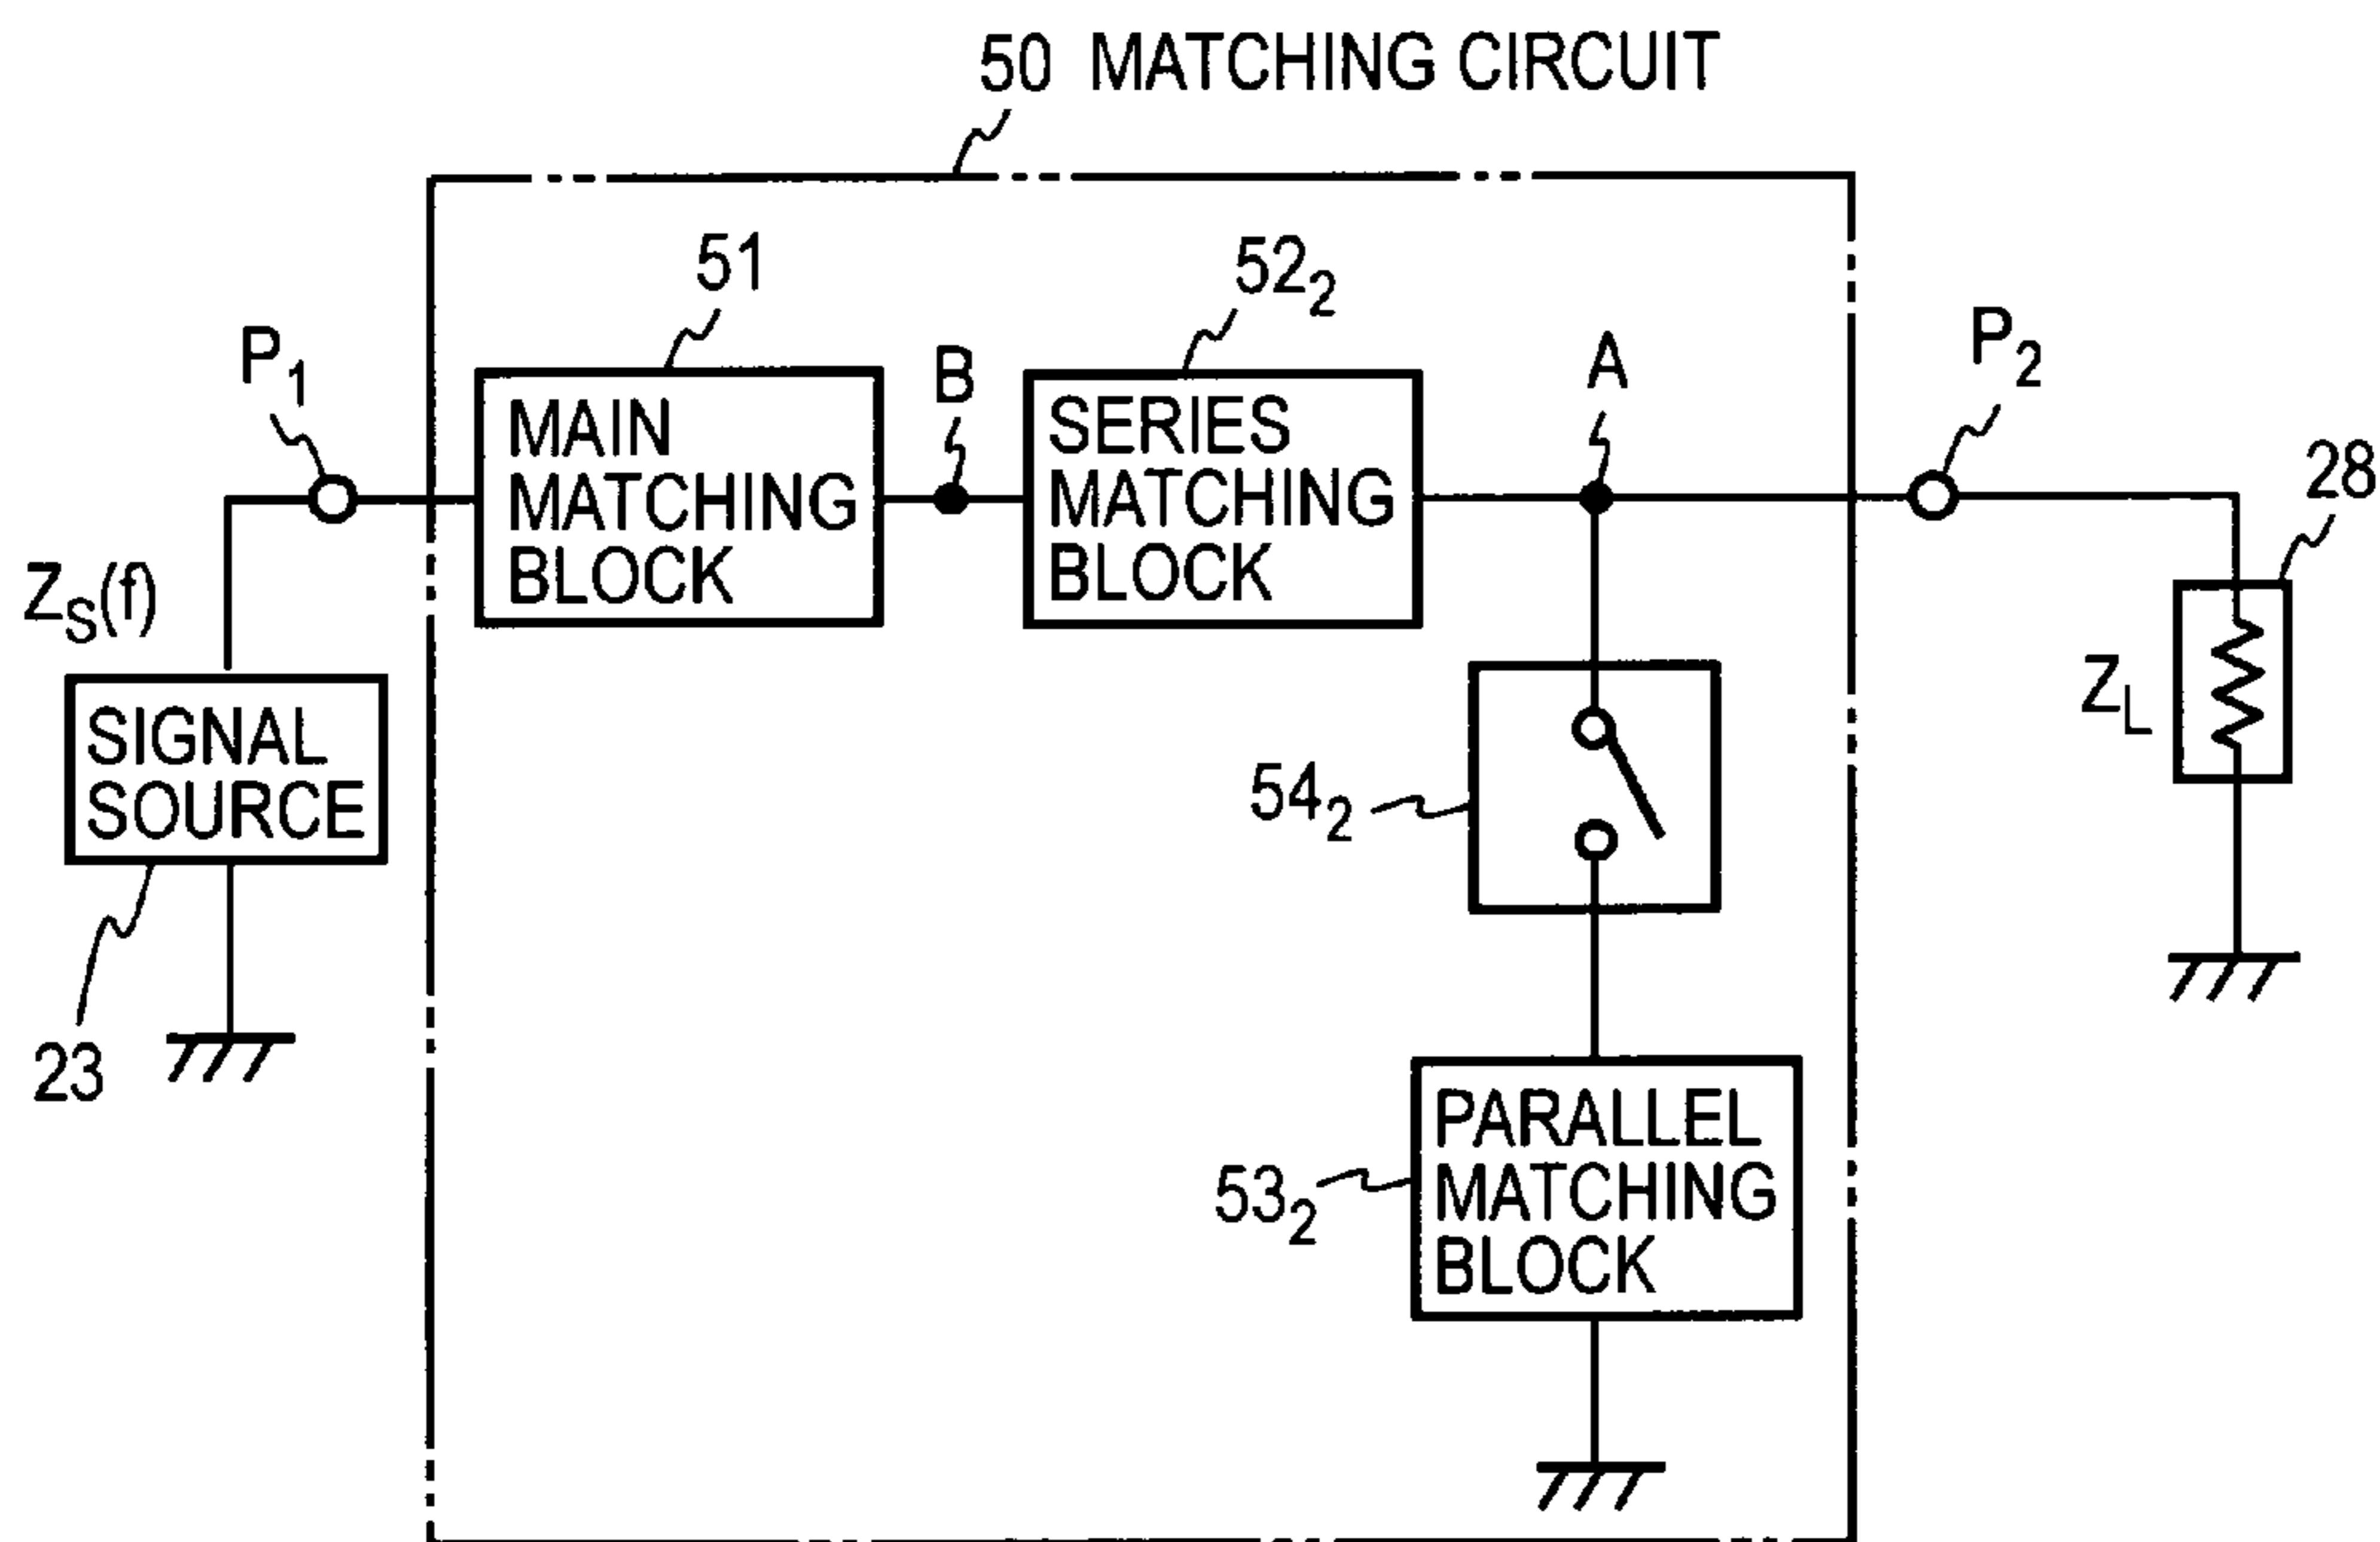 50 MATCHING CIRCUIT
51
52₂
P₁
B
A
P₂
28
MAIN
MATCHING
BLOCK
SERIES
MATCHING
BLOCK
Z_S(f)
SIGNAL
SOURCE
Z_L
54₂
23
PARALLEL
MATCHING
BLOCK
53₂